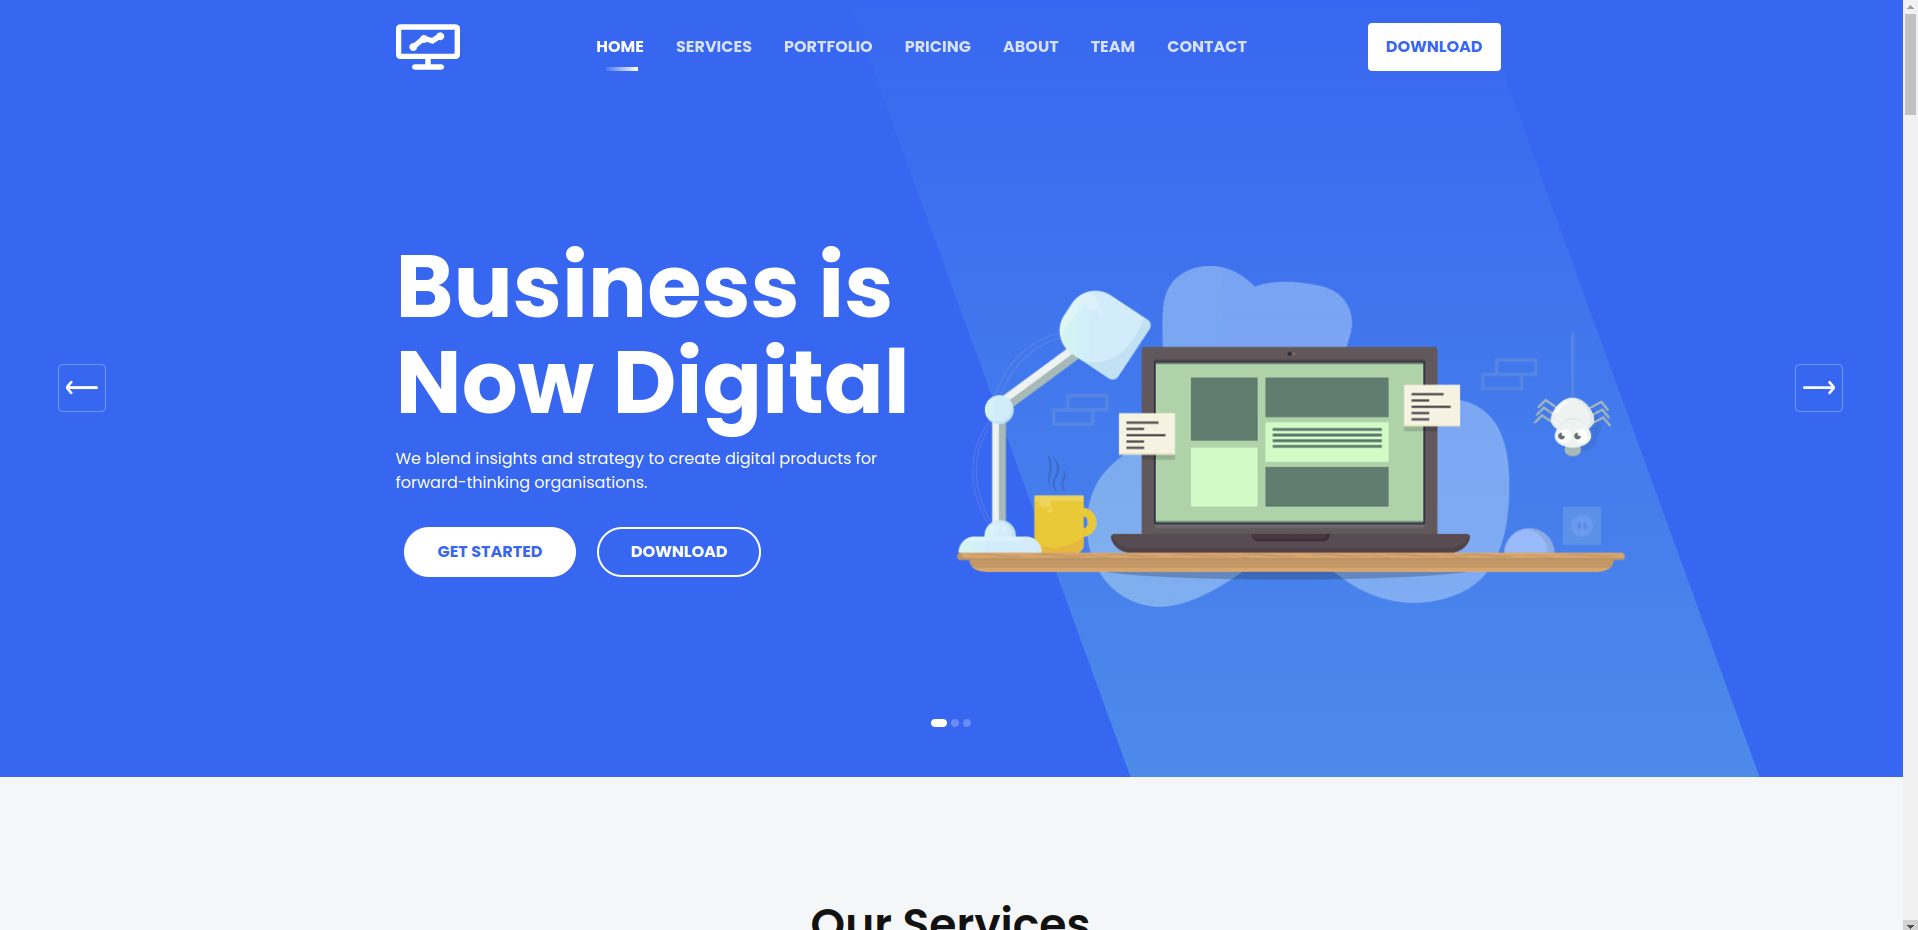 HOME SERVICES PORTFOLIO PRICING ABOUT TEAM CONTACT DOWNLOAD
Business is
Now Digital
We blend insights and strategy to create digital products for
forward-thinking organisations.
GET STARTED DOWNLOAD
Our Services